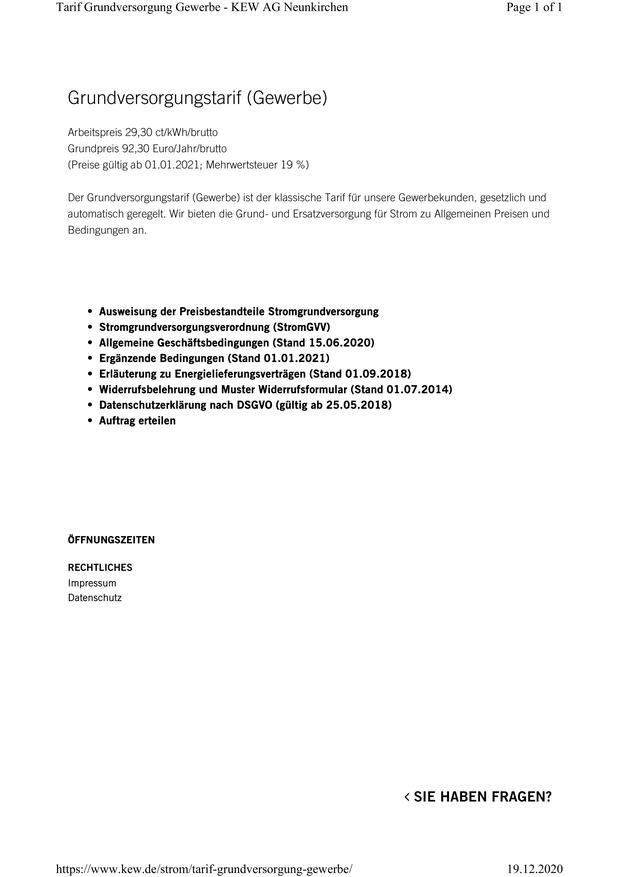 Tarif Grundversorgung Gewerbe - KEW AG Neunkirchen Page 1 of 1
Grundversorgungstarif (Gewerbe)
Arbeitspreis 29,30 ct/kWh/brutto
Grundpreis 92,30 Euro/Jahr/brutto
(Preise gültig ab 01.01.2021; Mehrwertsteuer 19 %)
Der Grundversorgungstarif (Gewerbe) ist der klassische Tarif für unsere Gewerbekunden, gesetzlich und
automatisch geregelt. Wir bieten die Grund- und Ersatzversorgung für Strom zu Allgemeinen Preisen und
Bedingungen an.
• Ausweisung der Preisbestandteile Stromgrundversorgung
• Stromgrundversorgungsverordnung (StromGVV)
• Allgemeine Geschäftsbedingungen (Stand 15.06.2020)
• Ergänzende Bedingungen (Stand 01.01.2021)
• Erläuterung zu Energielieferungsverträgen (Stand 01.09.2018)
• Widerrufsbelehrung und Muster Widerrufsformular (Stand 01.07.2014)
• Datenschutzerklärung nach DSGVO (gültig ab 25.05.2018)
• Auftrag erteilen
ÖFFNUNGSZEITEN
RECHTLICHES
Impressum
Datenschutz
< SIE HABEN FRAGEN?
https://www.kew.de/strom/tarif-grundversorgung-gewerbe/ 19.12.2020